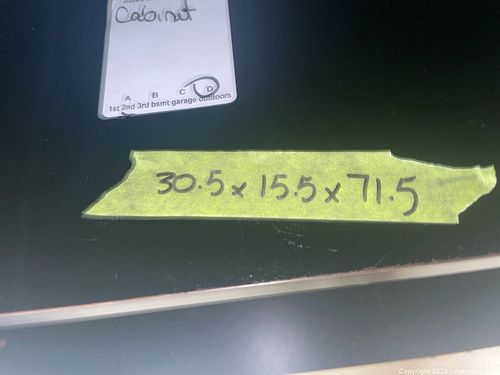 Cabinet
A B C D
1st 2nd 3rd bsmt garage outdoors
30.5 x 15.5 x 71.5